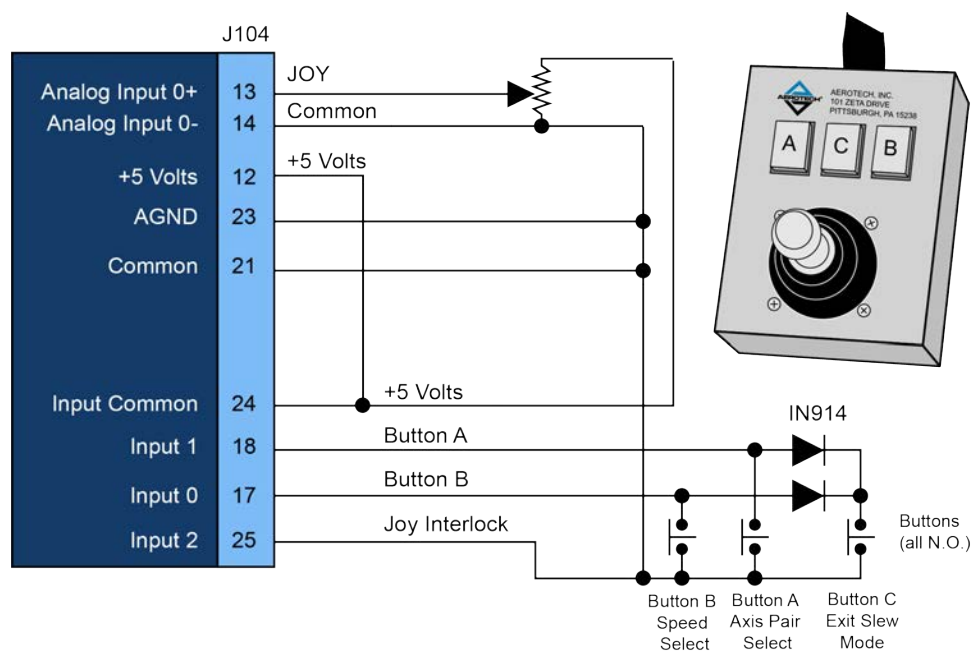 J104
Analog Input 0+ 13 JOY
Analog Input 0- 14 Common
+5 Volts 12 +5 Volts
AGND 23
Common 21
Input Common 24 +5 Volts
Input 1 18 Button A
Input 0 17 Button B
Input 2 25 Joy Interlock
AEROTECH
AEROTECH, INC.
101 ZETA DRIVE
PITTSBURGH, PA 15238
A C B
IN914
Buttons
(all N.O.)
Button B
Speed
Select
Button A
Axis Pair
Select
Button C
Exit Slew
Mode